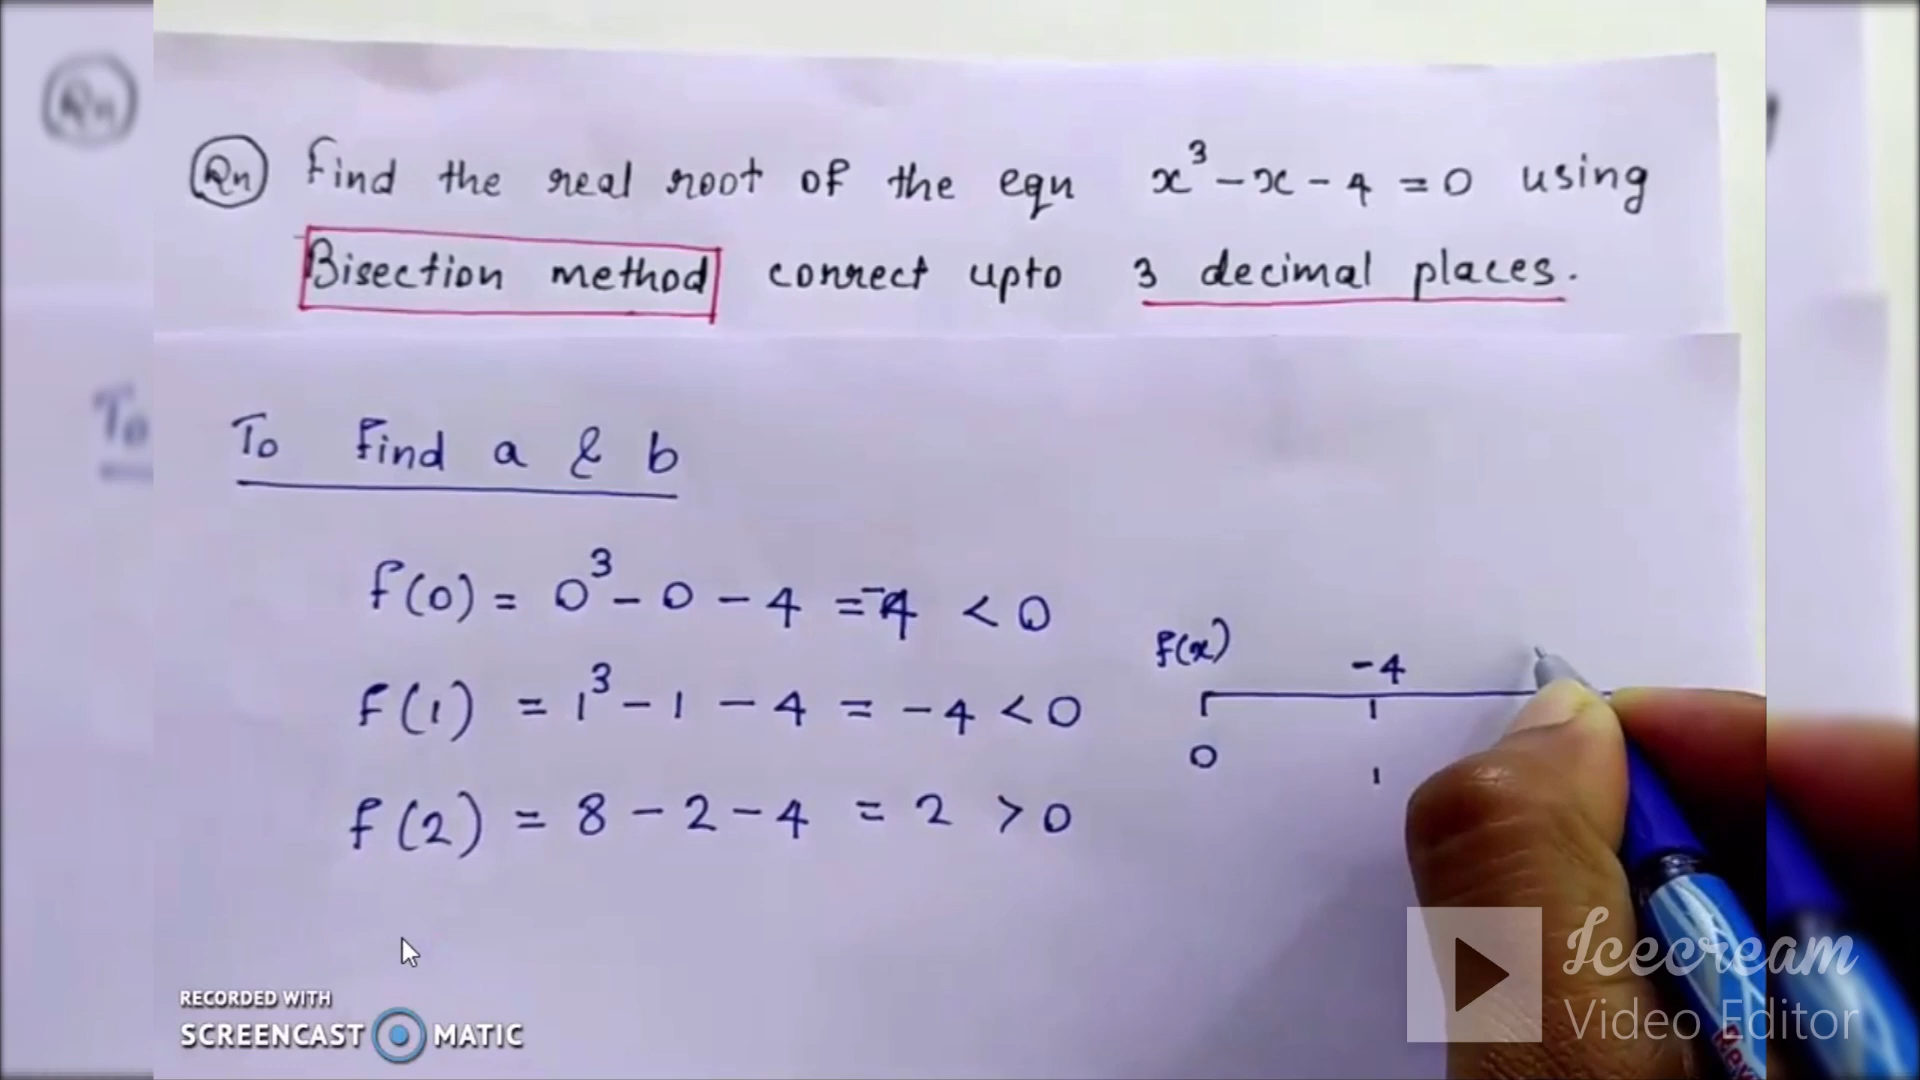 Qn Find the real root of the equ x³ - x - 4 = 0 using
Bisection method correct upto 3 decimal places.
To Find a & b
f(0) = 0³ - 0 - 4 = -4 < 0
f(1) = 1³ - 1 - 4 = -4 < 0
f(2) = 8 - 2 - 4 = 2 > 0
f(x) -4
0 1
RECORDED WITH
SCREENCAST MATIC
Icecream
Video Editor